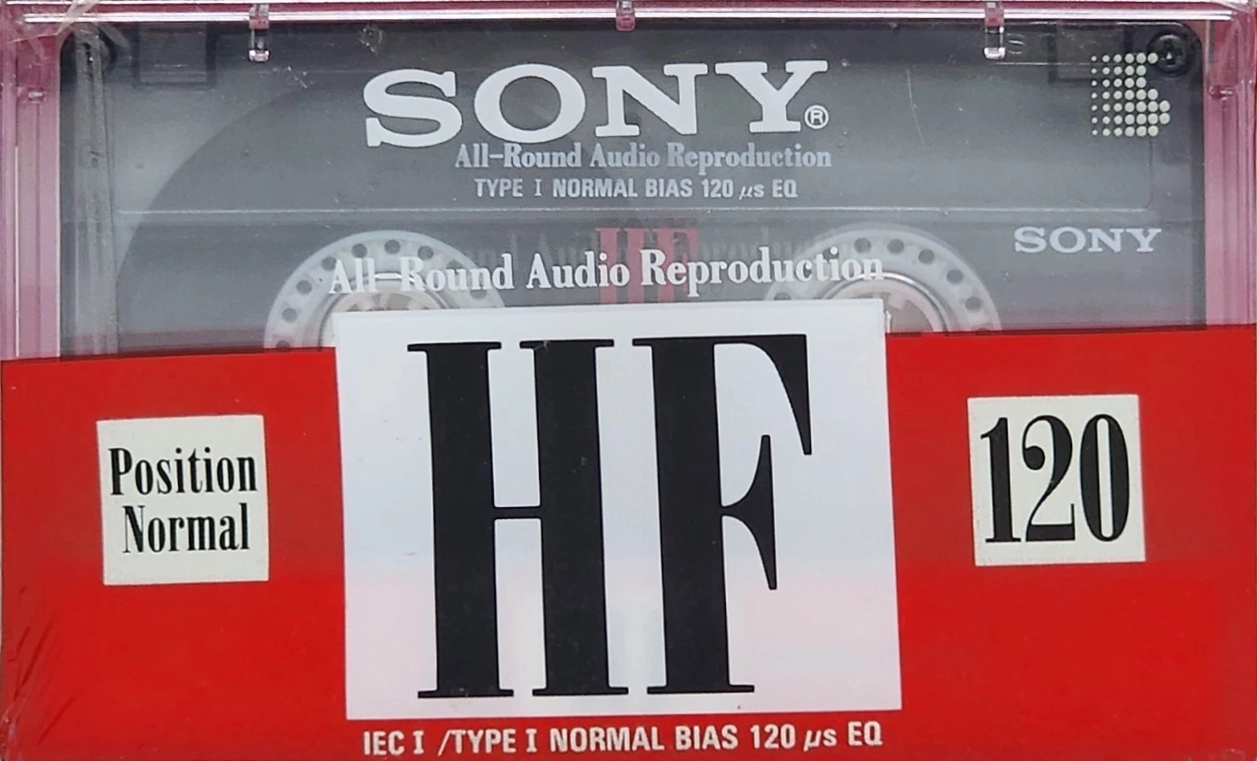 SONY®
All-Round Audio Reproduction
TYPE I NORMAL BIAS 120 µs EQ
SONY
HF
All-Round Audio Reproduction
HF
Position
Normal
120
IEC I /TYPE I NORMAL BIAS 120 µs EQ